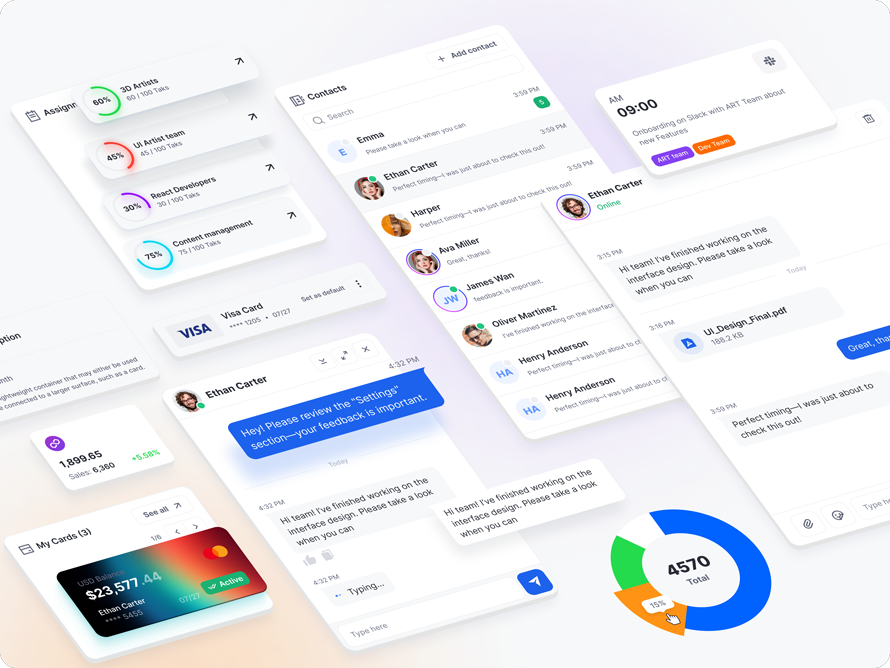 Assignm
60%
3D Artists
60 / 100 Taks
45%
UI Artist team
45 / 100 Taks
30%
React Developers
30 / 100 Taks
75%
Content management
75 / 100 Taks
VISA
Visa Card
**** 1205 • 07/27
Set as default
ption
nth
ightweight container that may either be used
connected to a larger surface, such as a card.
1,899.65
Sales: 6,360
+5.58%
My Cards (3)
See all
1/6
USD Balance
$23,577.44
Ethan Carter
**** 5455
07/27
Active
Ethan Carter
4:32 PM
Hey! Please review the "Settings"
section—your feedback is important.
Today
4:32 PM
Hi team! I've finished working on the
interface design. Please take a look
when you can
4:32 PM
Typing...
Type here
Hi team! I've finished working on the
interface design. Please take a look
when you can
Contacts
Add contact
Search
E
Emma
Please take a look when you can
3:59 PM
5
Ethan Carter
Perfect timing—I was just about to check this out!
3:59 PM
Harper
Perfect timing—I was just about to check this out!
3:59 PM
Ava Miller
Great, thanks!
JW
James Wan
feedback is important.
Oliver Martinez
I've finished working on the interface
HA
Henry Anderson
Perfect timing—I was just about to c
HA
Henry Anderson
Perfect timing—I was just about to check t
AM
09:00
Onboarding on Slack with ART Team about
new Features
ART team
Dev Team
Ethan Carter
Online
3:15 PM
Hi team! I've finished working on the
interface design. Please take a look
when you can
Today
3:16 PM
UI_Design_Final.pdf
188.2 KB
Great, tha
3:59 PM
Perfect timing—I was just about to
check this out!
Type he
4570
Total
15%